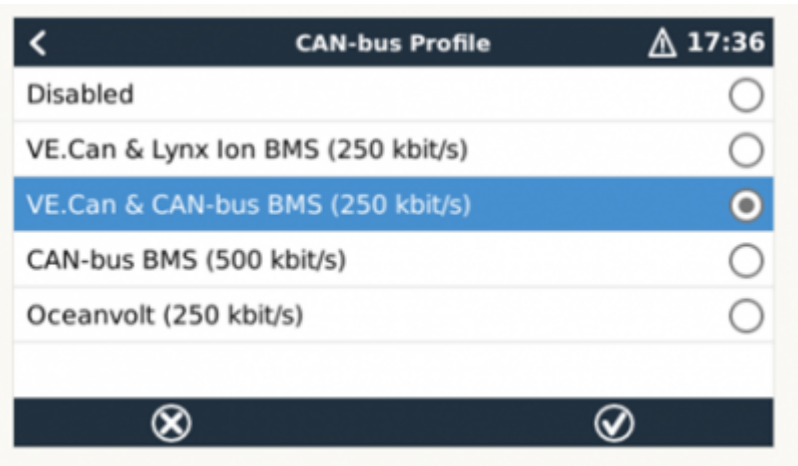 CAN-bus Profile 17:36
Disabled
VE.Can & Lynx Ion BMS (250 kbit/s)
VE.Can & CAN-bus BMS (250 kbit/s)
CAN-bus BMS (500 kbit/s)
Oceanvolt (250 kbit/s)